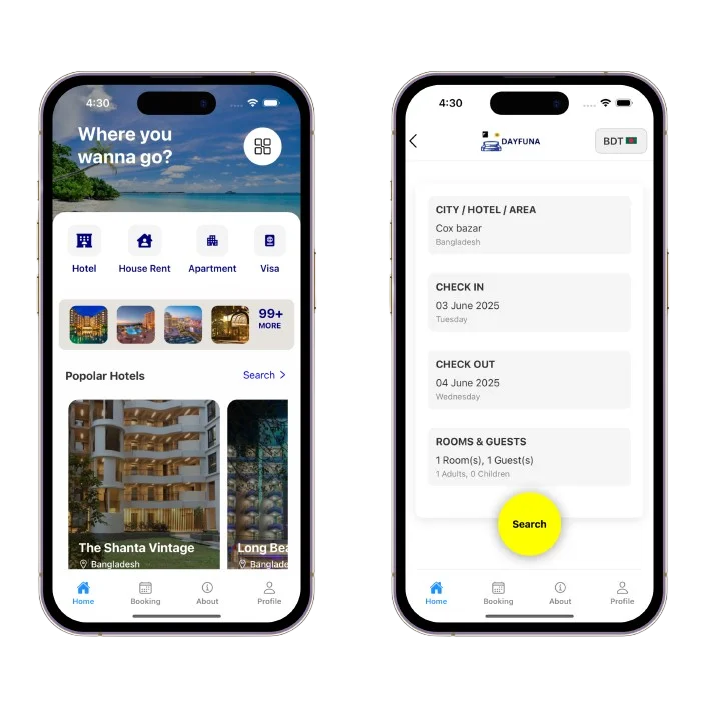 4:30
Where you
wanna go?
Hotel
House Rent
Apartment
Visa
99+
MORE
Popolar Hotels
Search >
The Shanta Vintage
Bangladesh
Long Bea
Banglade
Home
Booking
About
Profile
4:30
DAYFUNA
BDT
CITY / HOTEL / AREA
Cox bazar
Bangladesh
CHECK IN
03 June 2025
Tuesday
CHECK OUT
04 June 2025
Wednesday
ROOMS & GUESTS
1 Room(s), 1 Guest(s)
1 Adults, 0 Children
Search
Home
Booking
About
Profile